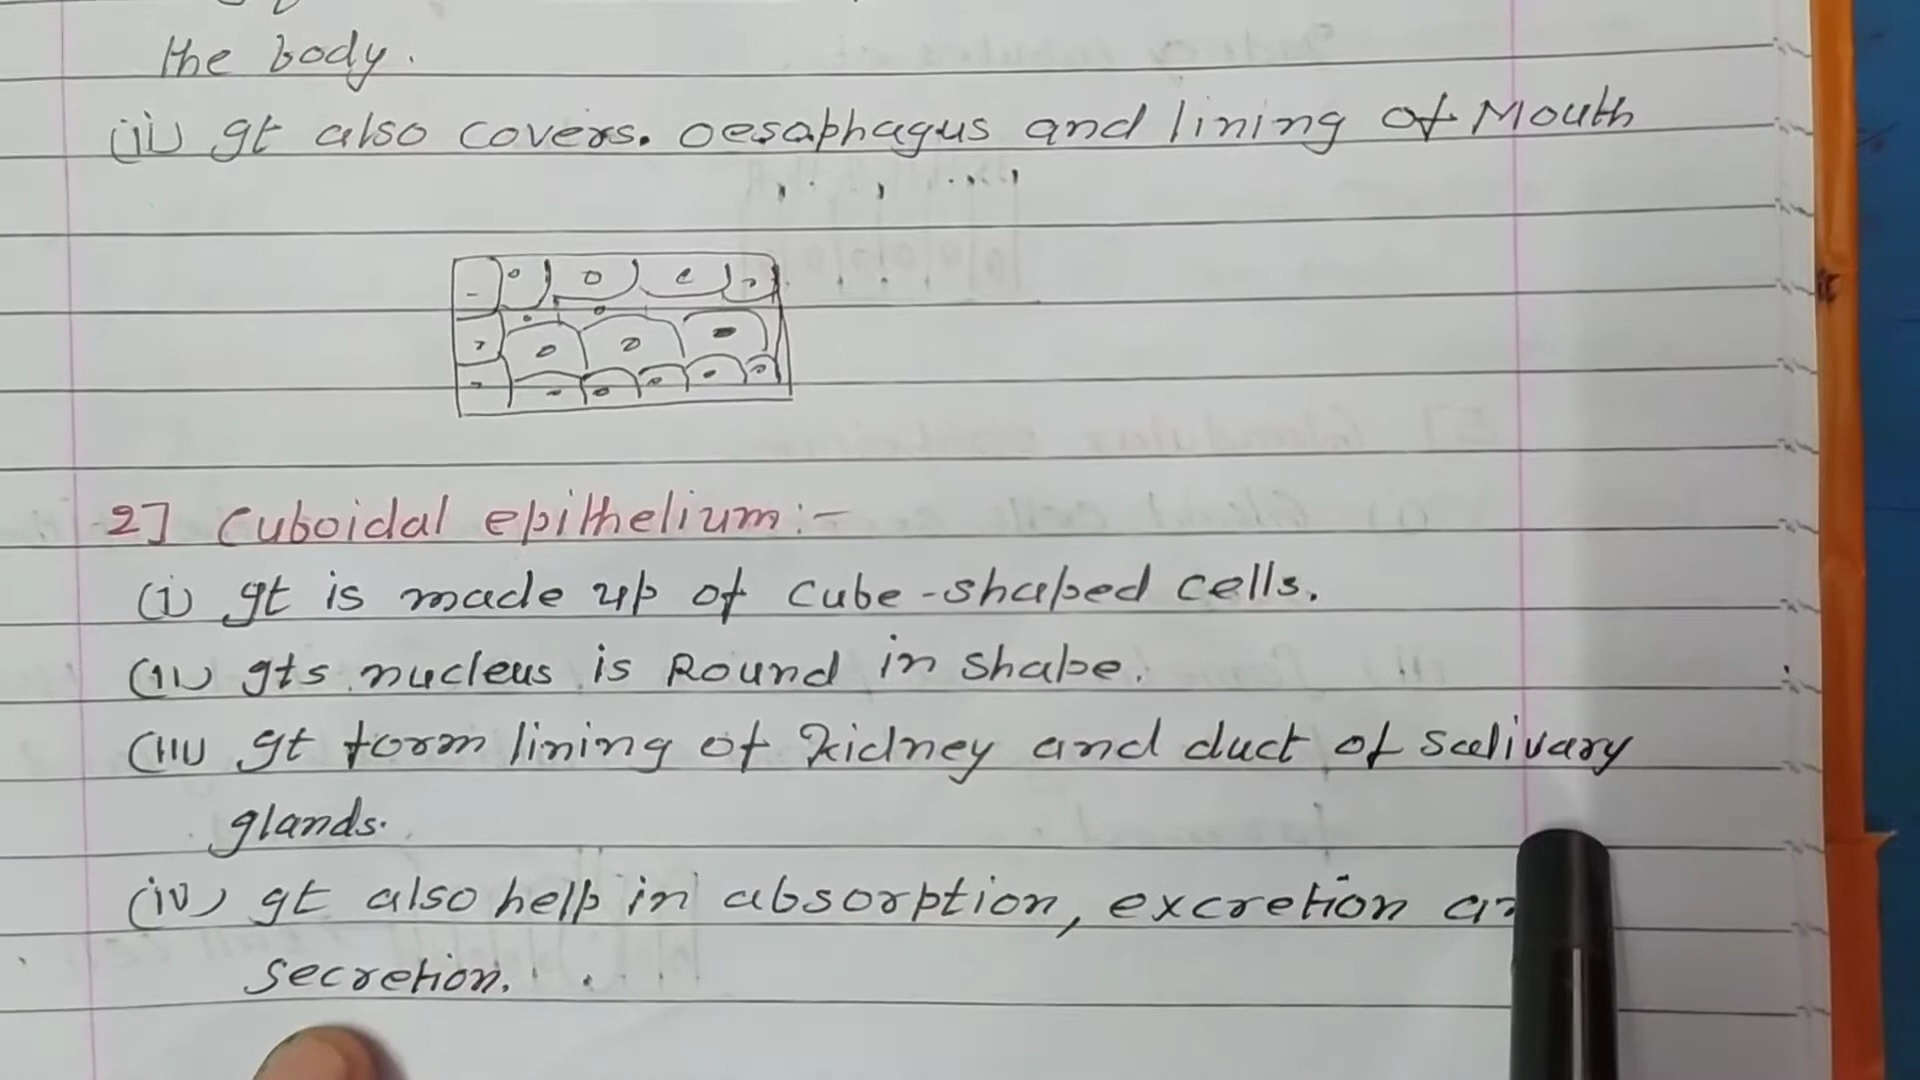 the body.
(ii) It also covers. oesaphagus and lining of Mouth
2] Cuboidal epithelium:-
(i) It is made up of cube-shaped cells.
(ii) Its nucleus is Round in shape.
(iii) It form lining of kidney and duct of salivary
glands.
(iv) It also help in absorption, excretion
secretion.